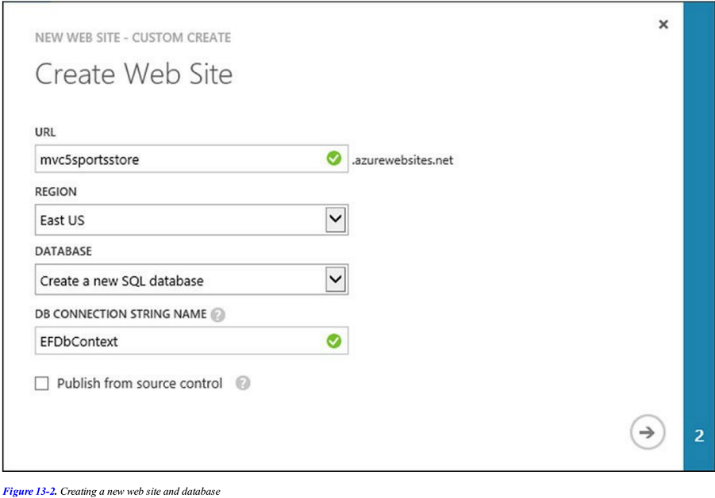 NEW WEB SITE - CUSTOM CREATE
Create Web Site
URL
mvc5sportsstore .azurewebsites.net
REGION
East US
DATABASE
Create a new SQL database
DB CONNECTION STRING NAME ?
EFDbContext
Publish from source control ?
2
Figure 13-2. Creating a new web site and database